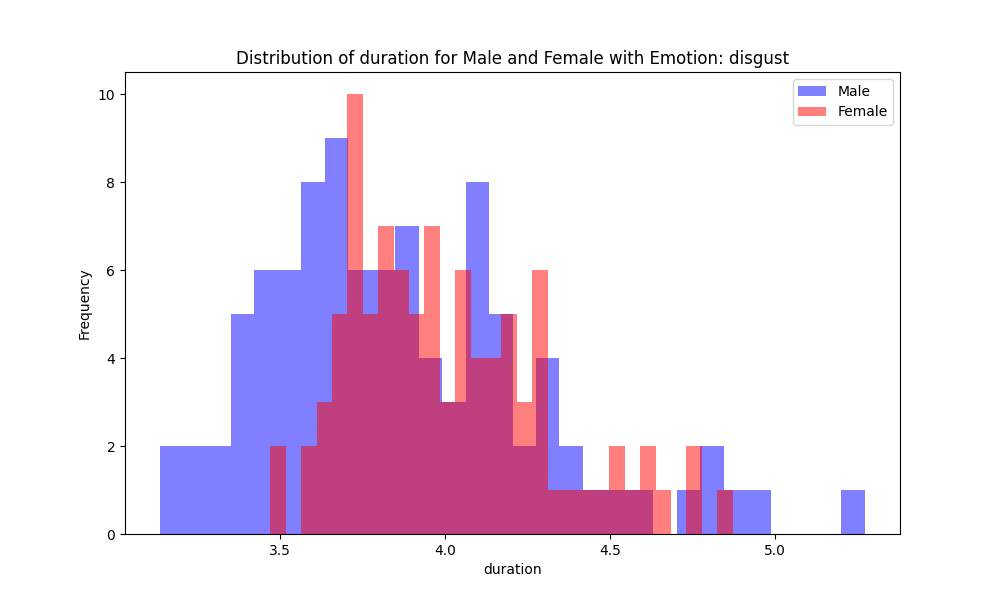 Distribution of duration for Male and Female with Emotion: disgust
Male
Female
Frequency
10
8
6
4
2
0
3.5
4.0
4.5
5.0
duration